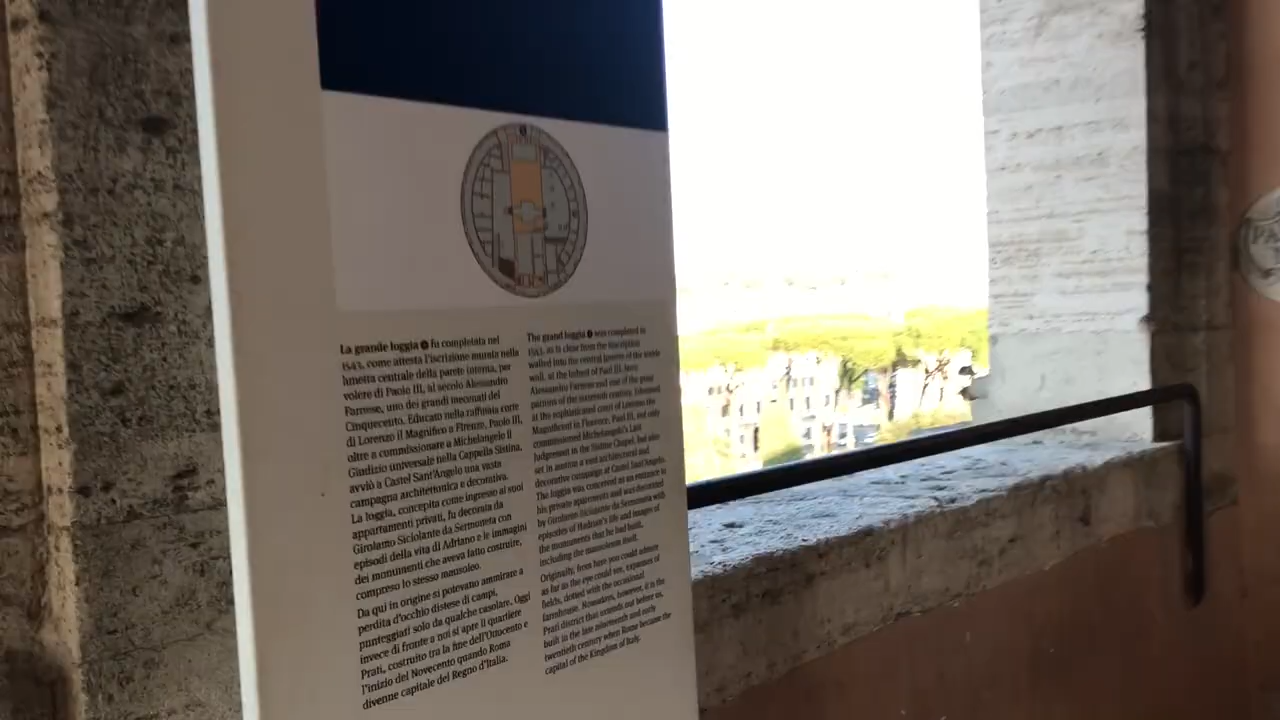 La grande loggia fu completata nel
1543, come attesta l'iscrizione murata nella
lunetta centrale della parete interna, per
volere di Paolo III, al secolo Alessandro
Farnese, uno dei grandi mecenati del
Cinquecento. Educato nella raffinata corte
di Lorenzo il Magnifico a Firenze, Paolo III,
oltre a commissionare a Michelangelo il
Giudizio universale nella Cappella Sistina,
avviò a Castel Sant'Angelo una vasta
campagna architettonica e decorativa.
La loggia, concepita come ingresso ai suoi
appartamenti privati, fu decorata da
Girolamo Siciolante da Sermoneta con
episodi della vita di Adriano e le immagini
dei monumenti che aveva fatto costruire,
compreso lo stesso mausoleo.
Da qui in origine si potevano ammirare a
perdita d'occhio distese di campi,
punteggiati solo da qualche casolare. Oggi
invece di fronte a noi si apre il quartiere
Prati, costruito tra la fine dell'Ottocento e
l'inizio del Novecento quando Roma
divenne capitale del Regno d'Italia.
The grand loggia was completed in
1543, as is clear from the inscription
walled into the central lunette of the inside
wall, at the behest of Paul III, born
Alessandro Farnese and one of the great
patrons of the sixteenth century. Educated
at the sophisticated court of Lorenzo the
Magnificent in Florence, Paul III, not only
commissioned Michelangelo's Last
Judgement in the Sistine Chapel, but also
set in motion a vast architectural and
decorative campaign at Castel Sant'Angelo.
The loggia was conceived as an entrance to
his private apartments and was decorated
by Girolamo Siciolante da Sermoneta with
episodes of Hadrian's life and images of
the monuments that he had built,
including the mausoleum itself.
Originally, from here you could admire
as far as the eye could see, expanses of
fields, dotted with the occasional
farmhouse. Nowadays, however, it is the
Prati district that extends out before us,
built in the late nineteenth and early
twentieth century when Rome became the
capital of the Kingdom of Italy.